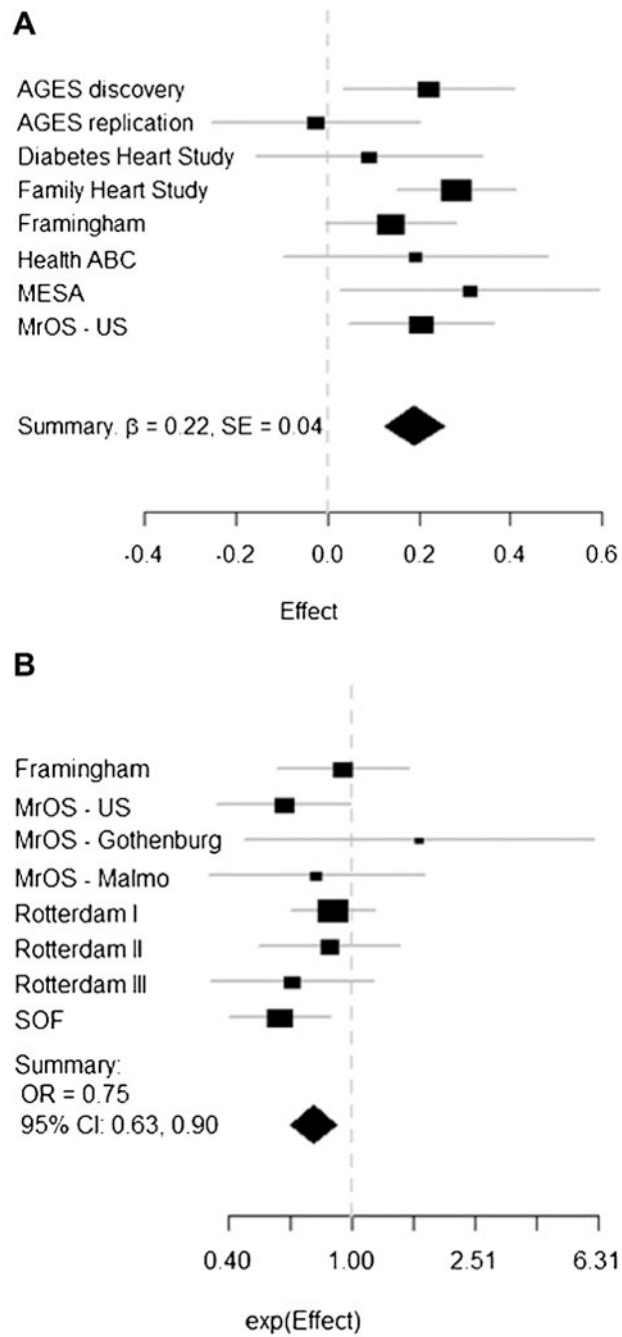 A
AGES discovery
AGES replication
Diabetes Heart Study
Family Heart Study
Framingham
Health ABC
MESA
MrOS - US
Summary. β = 0.22, SE = 0.04
-0.4 -0.2 0.0 0.2 0.4 0.6
Effect
B
Framingham
MrOS - US
MrOS - Gothenburg
MrOS - Malmo
Rotterdam I
Rotterdam II
Rotterdam III
SOF
Summary:
OR = 0.75
95% CI: 0.63, 0.90
0.40 1.00 2.51 6.31
exp(Effect)